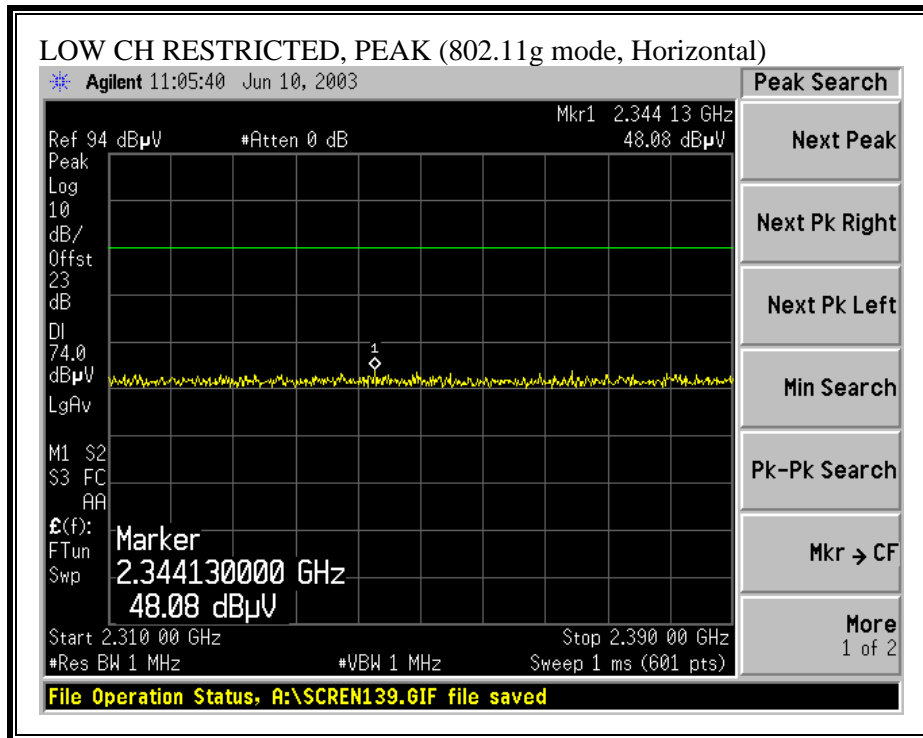 LOW CH RESTRICTED, PEAK (802.11g mode, Horizontal)
Agilent 11:05:40 Jun 10, 2003
Peak Search
Mkr1 2.344 13 GHz
Ref 94 dBµV #Atten 0 dB 48.08 dBµV
Peak
Log
10
dB/
Offst
23
dB
DI
74.0
dBµV
LgAv
1
M1 S2
S3 FC
AA
£(f):
FTun
Swp
Marker
2.344130000 GHz
48.08 dBµV
Start 2.310 00 GHz Stop 2.390 00 GHz
#Res BW 1 MHz #VBW 1 MHz Sweep 1 ms (601 pts)
Next Peak
Next Pk Right
Next Pk Left
Min Search
Pk-Pk Search
Mkr → CF
More
1 of 2
File Operation Status, A:\SCREN139.GIF file saved